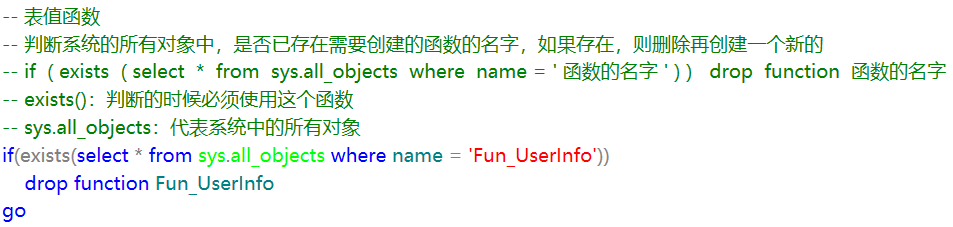 -- 表值函数
-- 判断系统的所有对象中，是否已存在需要创建的函数的名字，如果存在，则删除再创建一个新的
-- if ( exists ( select * from sys.all_objects where name = ' 函数的名字 ' ) ) drop function 函数的名字
-- exists()：判断的时候必须使用这个函数
-- sys.all_objects：代表系统中的所有对象
if(exists(select * from sys.all_objects where name = 'Fun_UserInfo'))
    drop function Fun_UserInfo
go